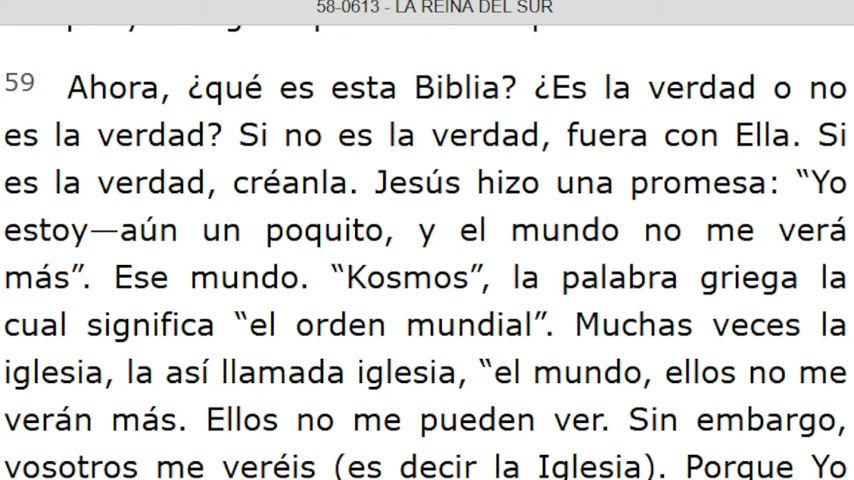 58-0613 - LA REINA DEL SUR
59 Ahora, ¿qué es esta Biblia? ¿Es la verdad o no
es la verdad? Si no es la verdad, fuera con Ella. Si
es la verdad, créanla. Jesús hizo una promesa: “Yo
estoy—aún un poquito, y el mundo no me verá
más”. Ese mundo. “Kosmos”, la palabra griega la
cual significa “el orden mundial”. Muchas veces la
iglesia, la así llamada iglesia, “el mundo, ellos no me
verán más. Ellos no me pueden ver. Sin embargo,
vosotros me veréis (es decir la Iglesia). Porque Yo